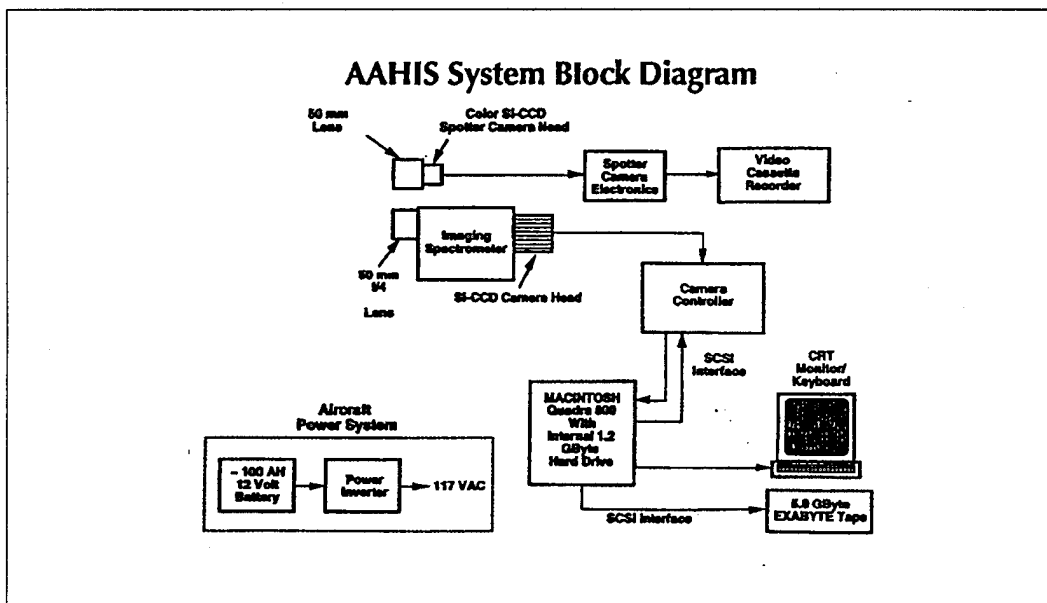 AAHIS System Block Diagram
50 mm
Lens
Color Si-CCD
Spotter Camera Head
Spotter
Camera
Electronics
Video
Cassette
Recorder
Imaging
Spectrometer
50 mm
f/4
Lens
Si-CCD Camera Head
Camera
Controller
SCSI
Interface
CRT
Monitor/
Keyboard
MACINTOSH
Quadra
With
Internal 1.2
GByte
Hard Drive
Aircraft
Power System
~ 100 AH
12 Volt
Battery
Power
Inverter
117 VAC
SCSI Interface
GByte
EXABYTE Tape